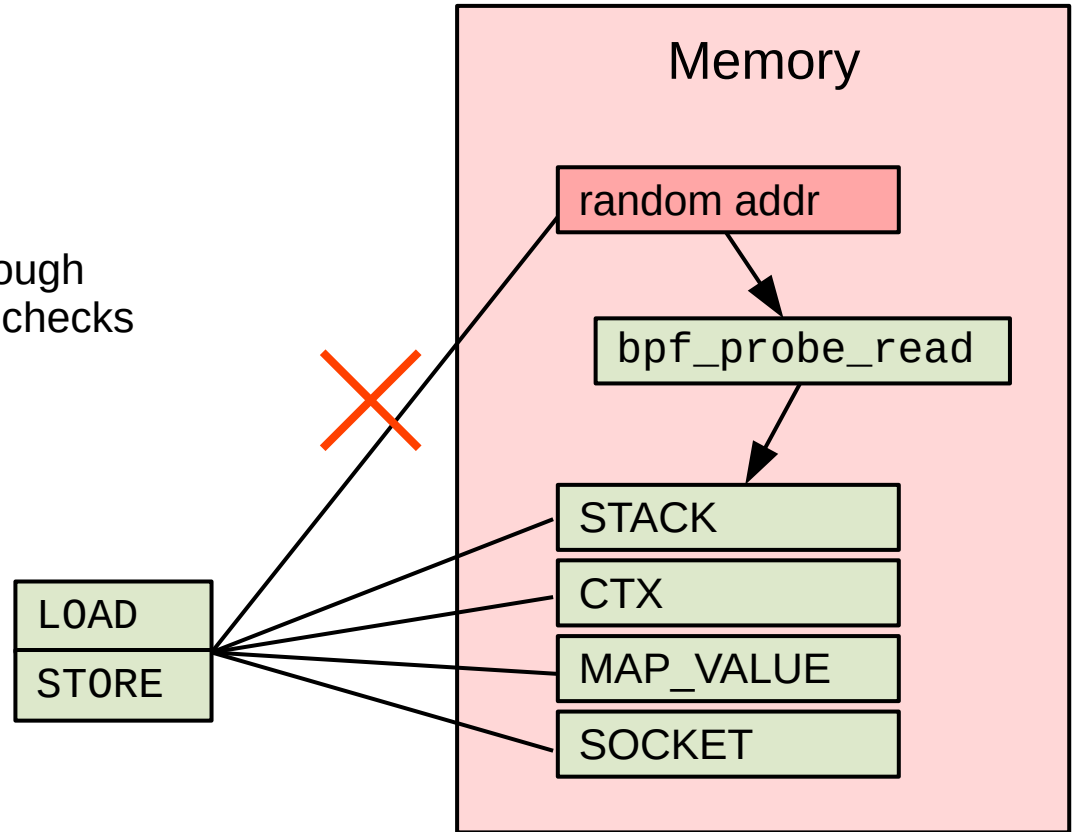 Memory
random addr
ough
checks
bpf_probe_read
STACK
CTX
LOAD
MAP_VALUE
STORE
SOCKET